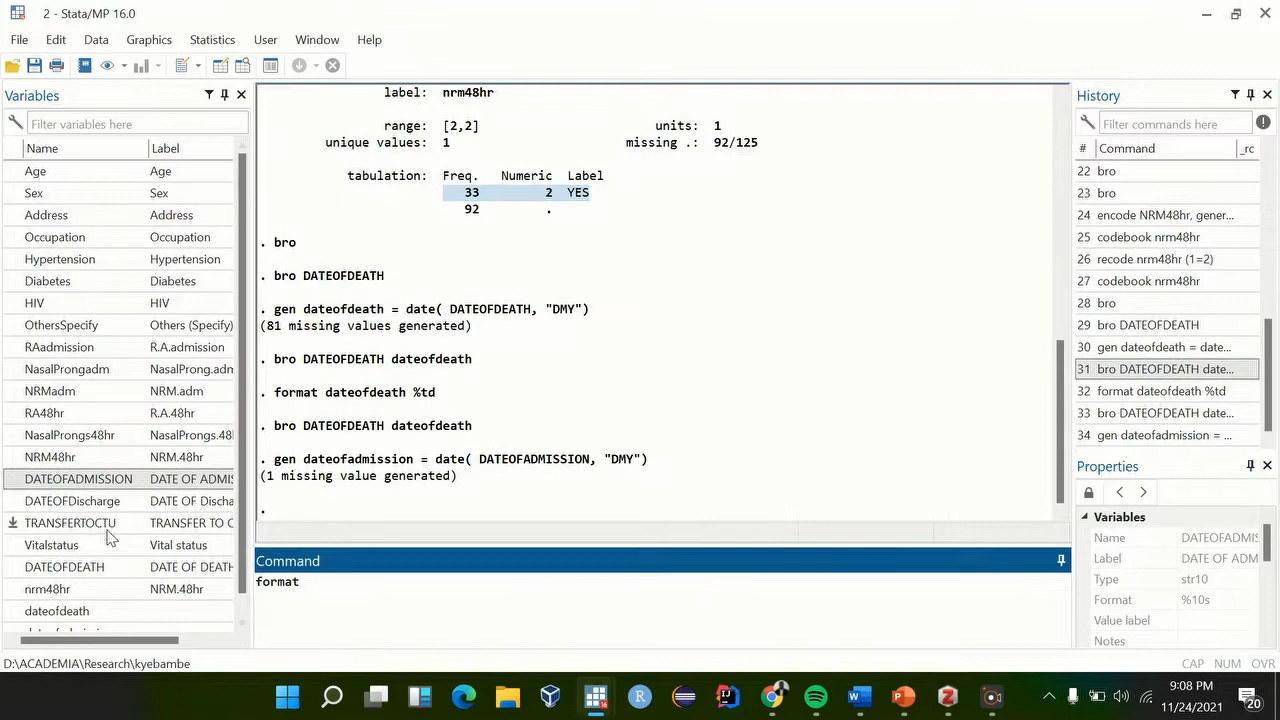 2 - Stata/MP 16.0
File Edit Data Graphics Statistics User Window Help
Variables
Filter variables here
Name Label
Age Age
Sex Sex
Address Address
Occupation Occupation
Hypertension Hypertension
Diabetes Diabetes
HIV HIV
OthersSpecify Others (Specify)
RAadmission R.A.admission
NasalProngadm NasalProng.adm
NRMadm NRM.adm
RA48hr R.A.48hr
NasalProngs48hr NasalProngs.48
NRM48hr NRM.48hr
DATEOFADMISSION DATE OF ADMIS
DATEOFDischarge DATE OF Discha
TRANSFERTOCTU TRANSFER TO C
Vitalstatus Vital status
DATEOFDEATH DATE OF DEATH
nrm48hr NRM.48hr
dateofdeath
label: nrm48hr
range: [2,2] units: 1
unique values: 1 missing .: 92/125
tabulation: Freq. Numeric Label
33 2 YES
92 .
. bro
. bro DATEOFDEATH
. gen dateofdeath = date( DATEOFDEATH, "DMY")
(81 missing values generated)
. bro DATEOFDEATH dateofdeath
. format dateofdeath %td
. bro DATEOFDEATH dateofdeath
. gen dateofadmission = date( DATEOFADMISSION, "DMY")
(1 missing value generated)
.
Command
format
History
Filter commands here
# Command _rc
22 bro
23 bro
24 encode NRM48hr, gener...
25 codebook nrm48hr
26 recode nrm48hr (1=2)
27 codebook nrm48hr
28 bro
29 bro DATEOFDEATH
30 gen dateofdeath = date...
31 bro DATEOFDEATH date...
32 format dateofdeath %td
33 bro DATEOFDEATH date...
34 gen dateofadmission = ...
Properties
Variables
Name DATEOFADMIS
Label DATE OF ADM
Type str10
Format %10s
Value label
Notes
D:\ACADEMIA\Research\kyebambe
CAP NUM OVR
9:08 PM
11/24/2021
20